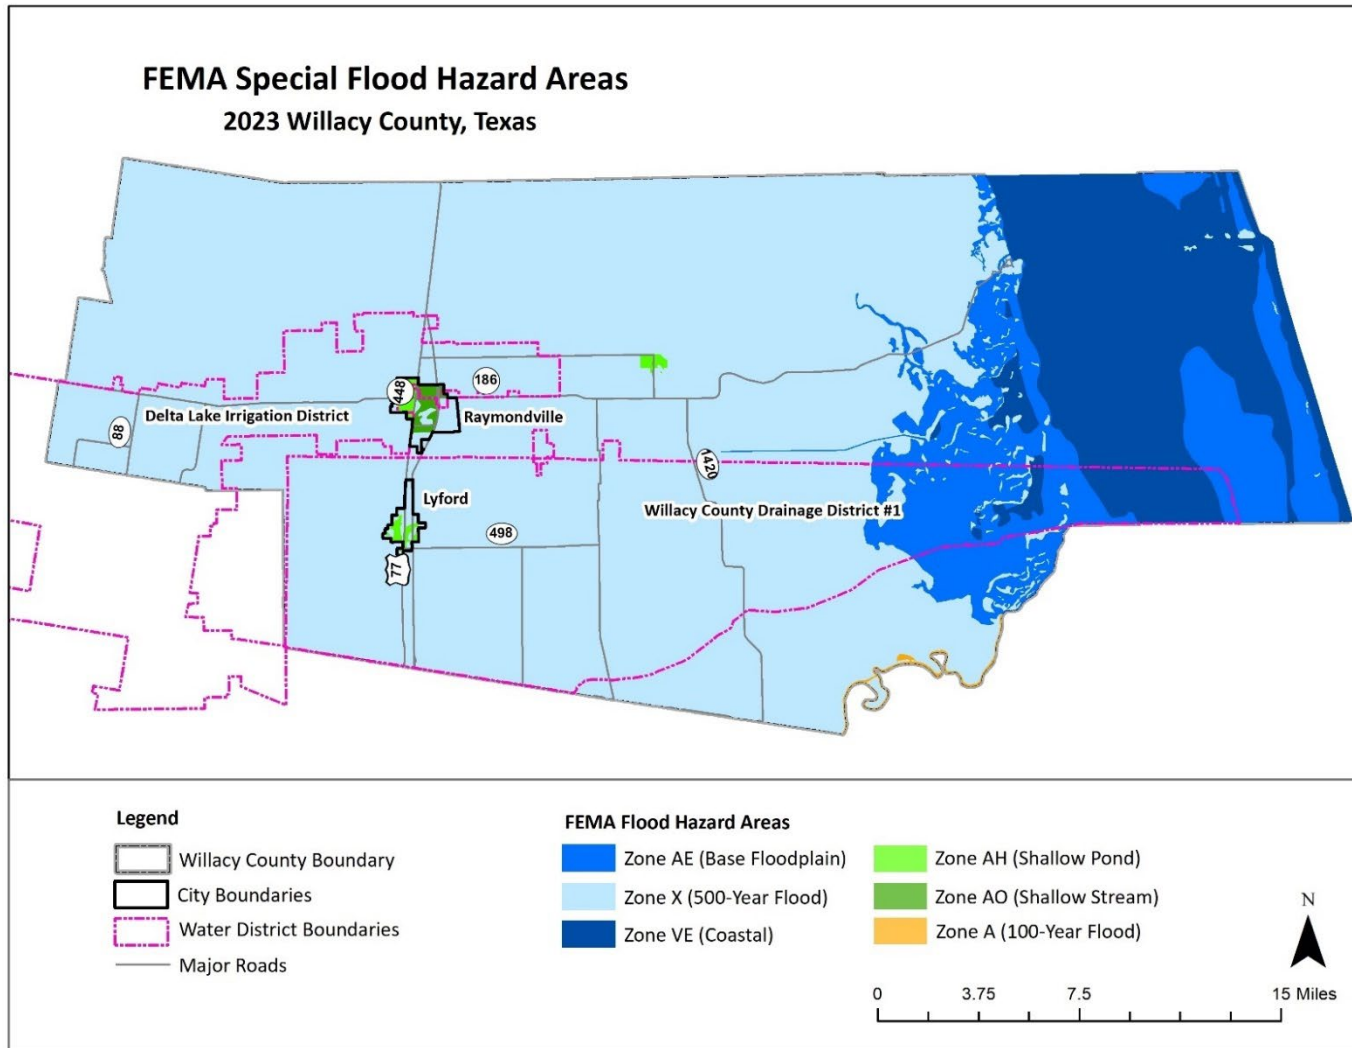 FEMA Special Flood Hazard Areas
2023 Willacy County, Texas
448
186
Delta Lake Irrigation District
Raymondville
88
1420
Lyford
Willacy County Drainage District #1
498
77
Legend
Willacy County Boundary
City Boundaries
Water District Boundaries
Major Roads
FEMA Flood Hazard Areas
Zone AE (Base Floodplain)
Zone X (500-Year Flood)
Zone VE (Coastal)
Zone AH (Shallow Pond)
Zone AO (Shallow Stream)
Zone A (100-Year Flood)
N
0 3.75 7.5 15 Miles